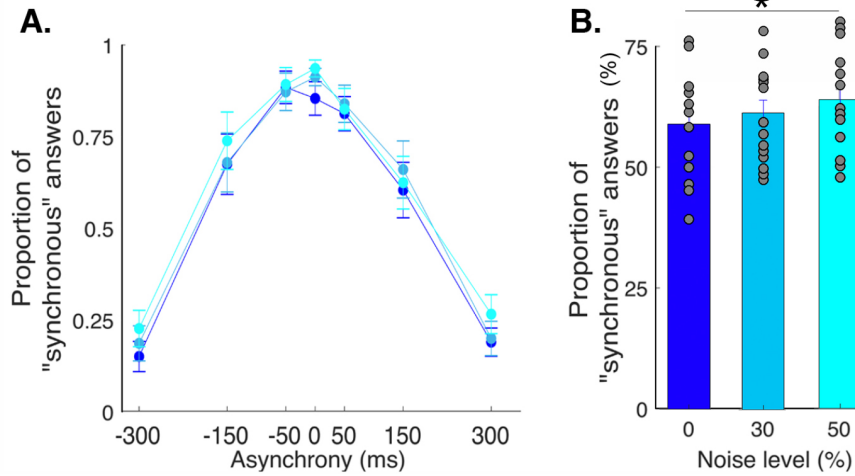 A.
Proportion of
"synchronous" answers
1
0.75
0.5
0.25
0
-300
-150
-50
0
50
150
300
Asynchrony (ms)
B.
*
Proportion of
"synchronous" answers (%)
75
50
25
0
0
30
50
Noise level (%)